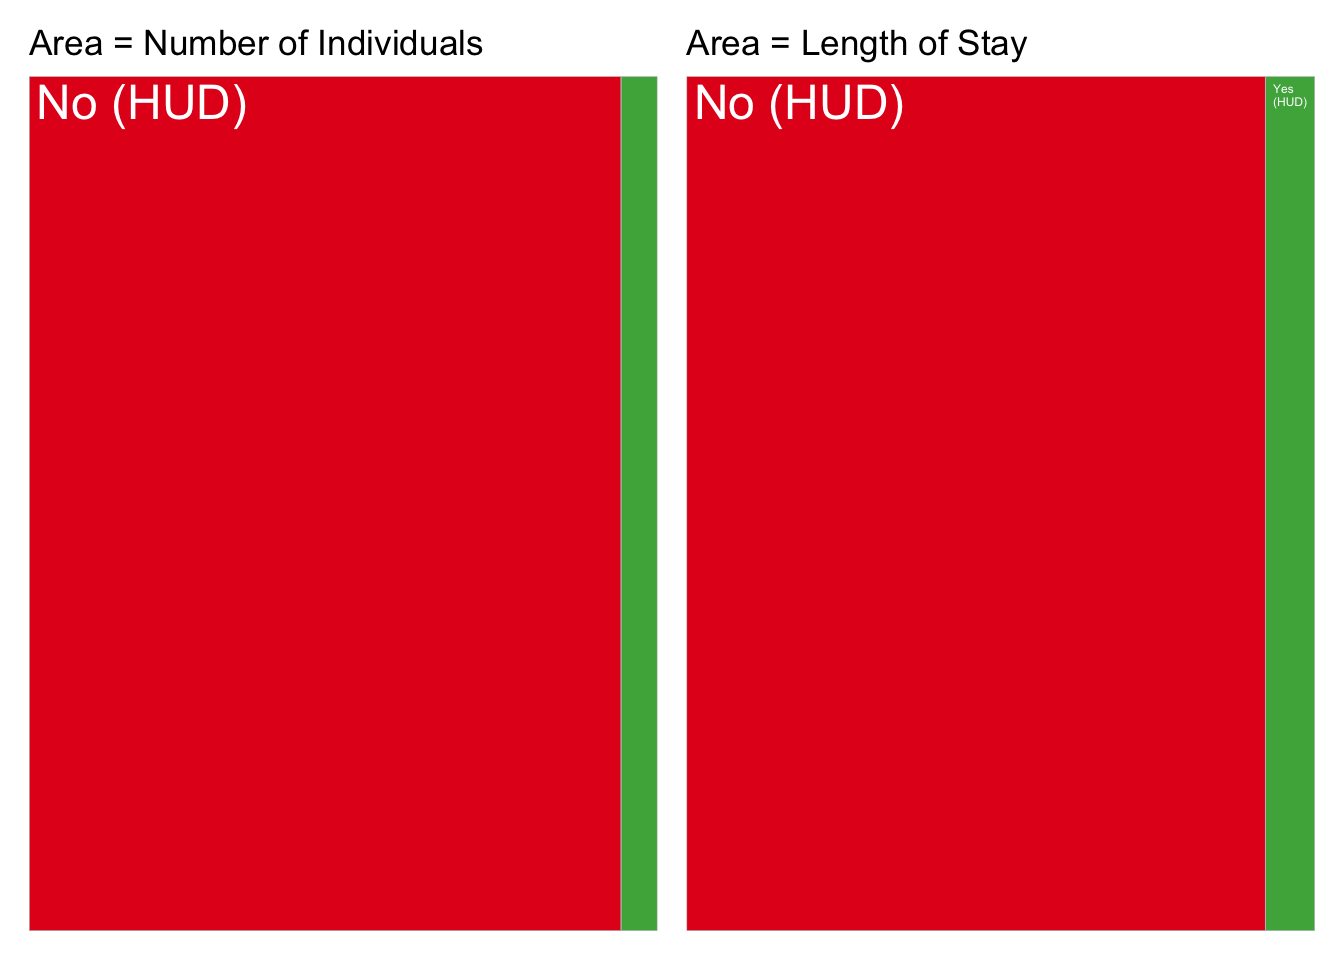 Area = Number of Individuals
No (HUD)
Area = Length of Stay
No (HUD)
Yes
(HUD)